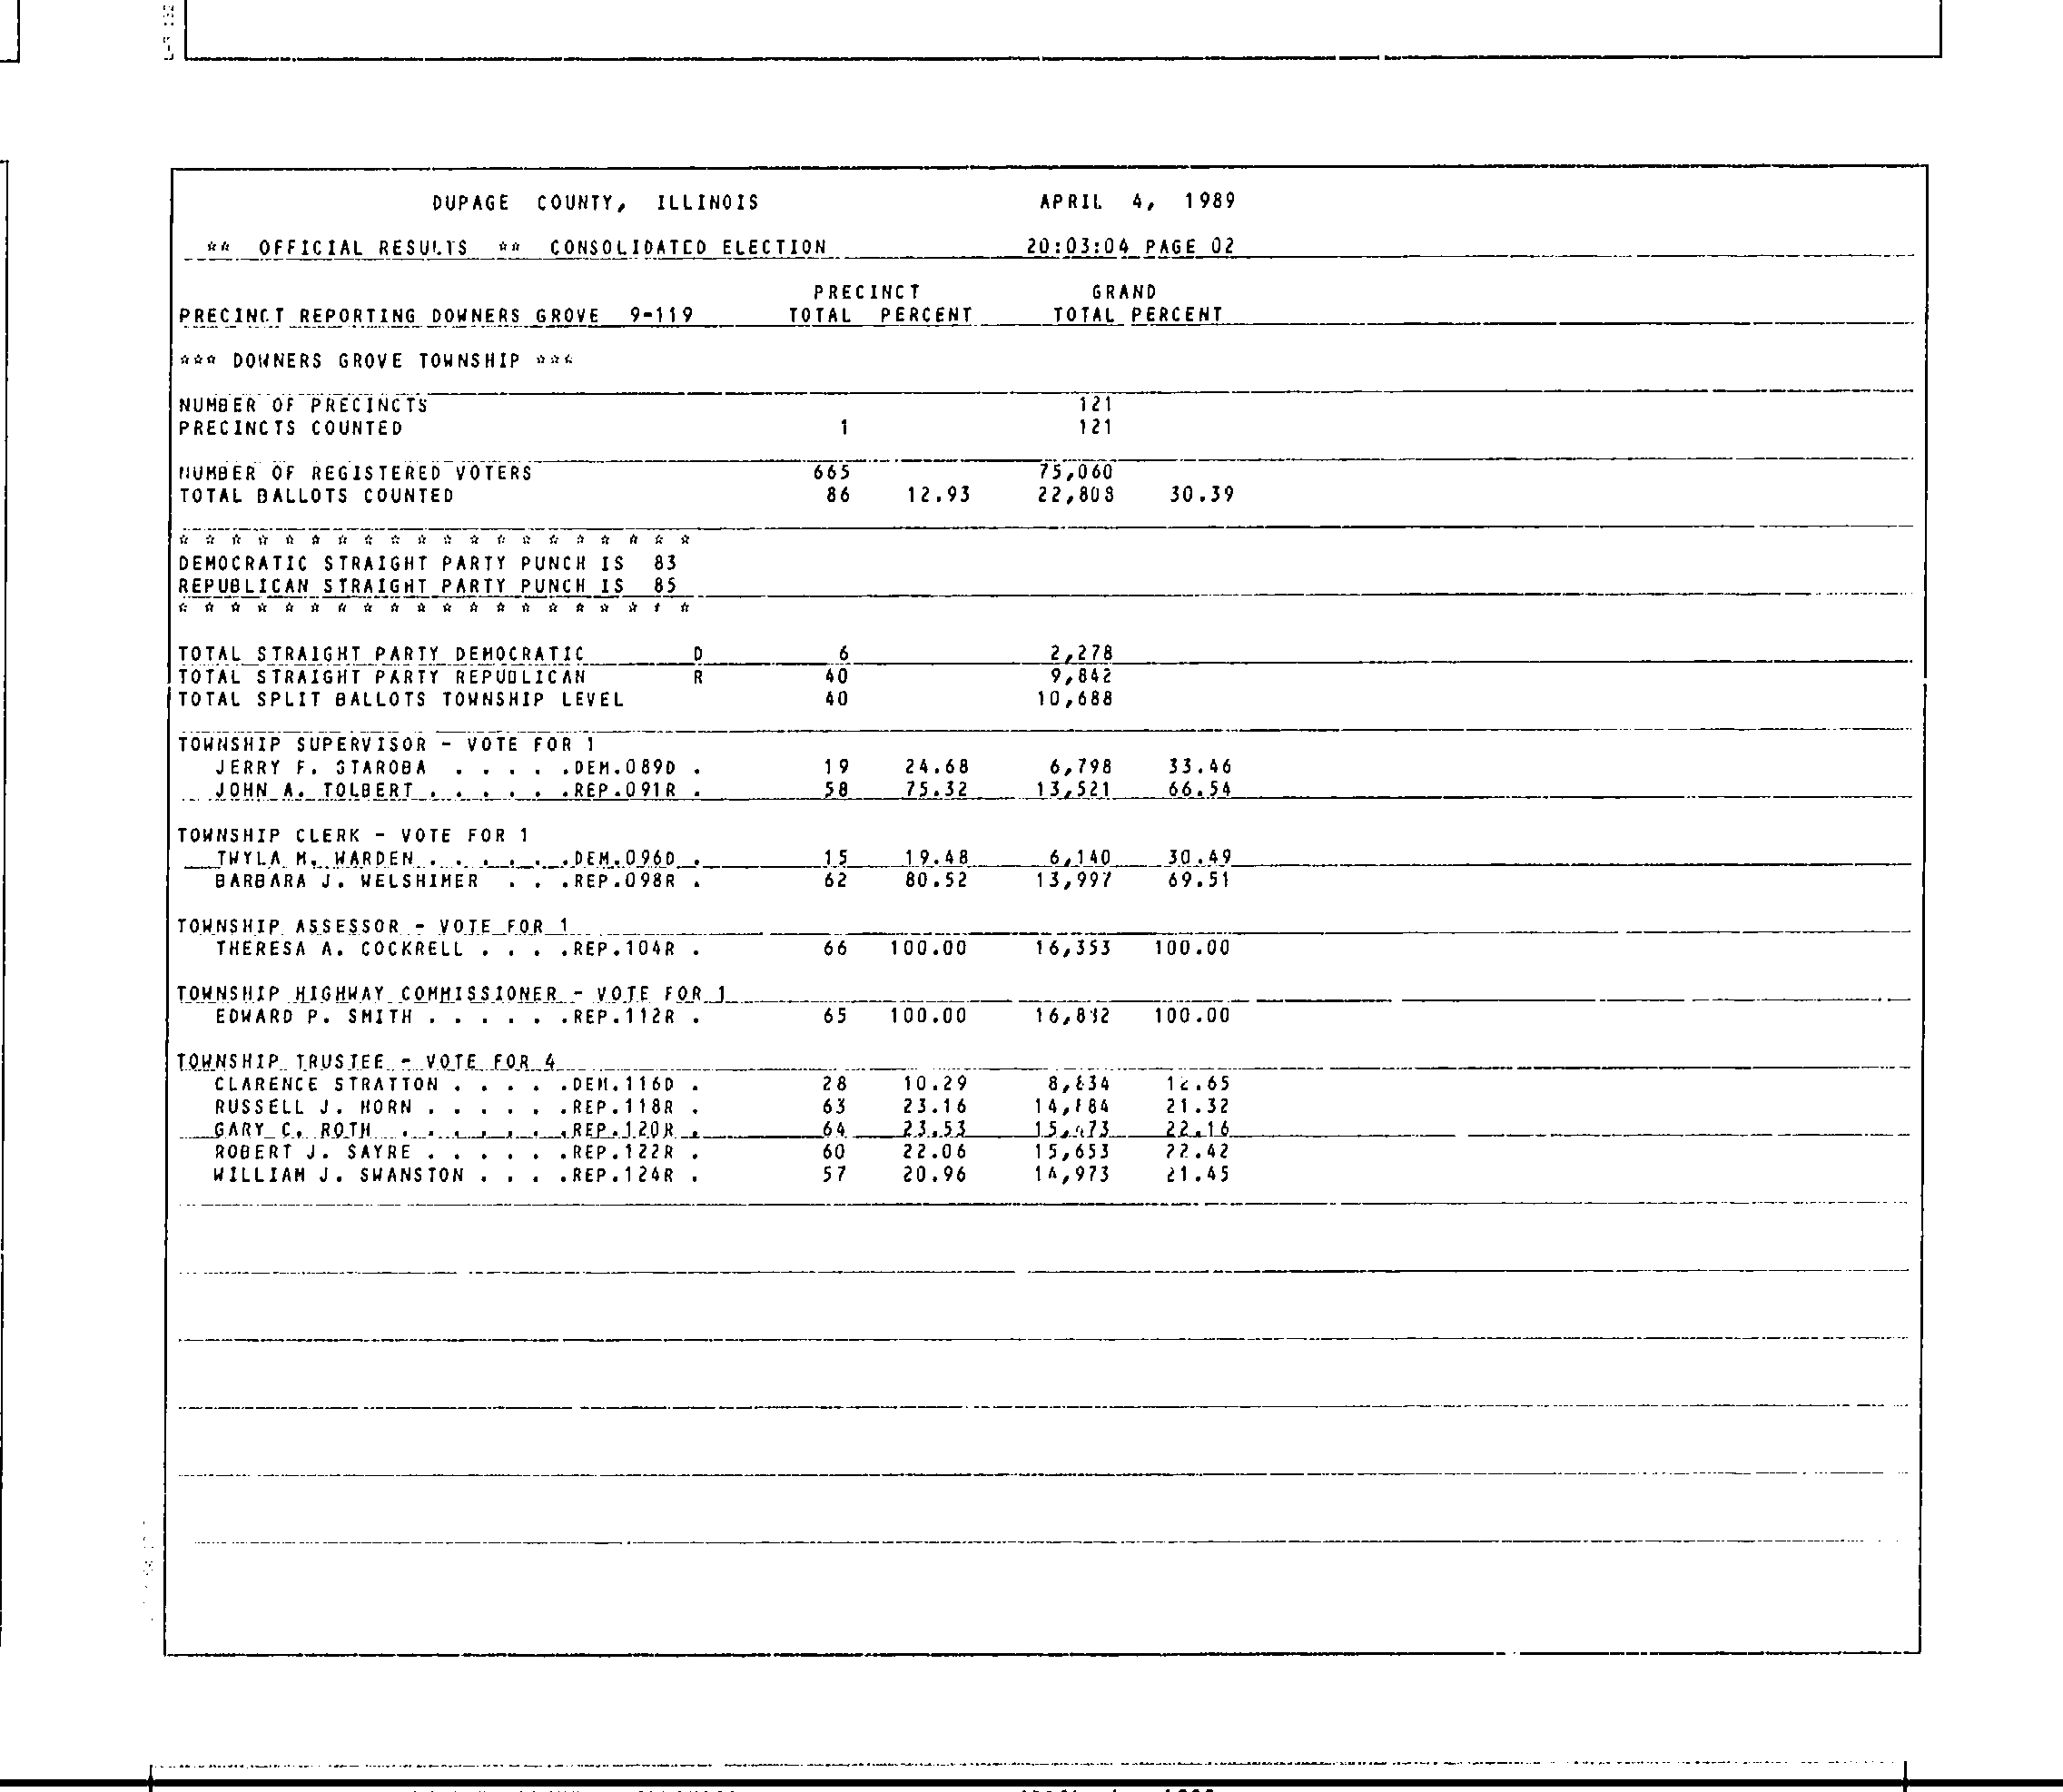 DUPAGE COUNTY, ILLINOIS APRIL 4, 1989
** OFFICIAL RESULTS ** CONSOLIDATED ELECTION 20:03:04 PAGE 02
PRECINCT GRAND
PRECINCT REPORTING DOWNERS GROVE 9-119 TOTAL PERCENT TOTAL PERCENT
*** DOWNERS GROVE TOWNSHIP ***
NUMBER OF PRECINCTS 121
PRECINCTS COUNTED 1 121
NUMBER OF REGISTERED VOTERS 665 75,060
TOTAL BALLOTS COUNTED 86 12.93 22,808 30.39
* * * * * * * * * * * * * * * * * * * *
DEMOCRATIC STRAIGHT PARTY PUNCH IS 83
REPUBLICAN STRAIGHT PARTY PUNCH IS 85
* * * * * * * * * * * * * * * * * * * *
TOTAL STRAIGHT PARTY DEMOCRATIC D 6 2,278
TOTAL STRAIGHT PARTY REPUBLICAN R 40 9,842
TOTAL SPLIT BALLOTS TOWNSHIP LEVEL 40 10,688
TOWNSHIP SUPERVISOR - VOTE FOR 1
JERRY F. STAROBA . . . . .DEM.089D . 19 24.68 6,798 33.46
JOHN A. TOLBERT . . . . . .REP.091R . 58 75.32 13,521 66.54
TOWNSHIP CLERK - VOTE FOR 1
TWYLA M. WARDEN . . . . . .DEM.096D . 15 19.48 6,140 30.49
BARBARA J. WELSHIMER . . .REP.098R . 62 80.52 13,997 69.51
TOWNSHIP ASSESSOR - VOTE FOR 1
THERESA A. COCKRELL . . . .REP.104R . 66 100.00 16,353 100.00
TOWNSHIP HIGHWAY COMMISSIONER - VOTE FOR 1
EDWARD P. SMITH . . . . . .REP.112R . 65 100.00 100.00
TOWNSHIP TRUSTEE - VOTE FOR 4
CLARENCE STRATTON . . . . .DEM.116D . 28 10.29 12.65
RUSSELL J. HORN . . . . . .REP.118R . 63 23.16 21.32
GARY C. ROTH . . . . . . .REP.120R . 64 23.53 22.16
ROBERT J. SAYRE . . . . . .REP.122R . 60 22.06 15,653 22.42
WILLIAM J. SWANSTON . . . .REP.124R . 57 20.96 14,973 21.45